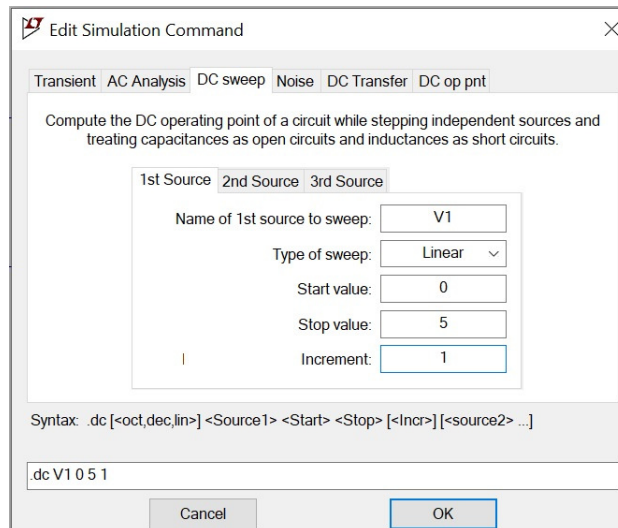 Edit Simulation Command
Transient AC Analysis DC sweep Noise DC Transfer DC op pnt
Compute the DC operating point of a circuit while stepping independent sources and
treating capacitances as open circuits and inductances as short circuits.
1st Source 2nd Source 3rd Source
Name of 1st source to sweep: V1
Type of sweep: Linear
Start value: 0
Stop value: 5
Increment: 1
Syntax: .dc [<oct,dec,lin>] <Source1> <Start> <Stop> [<Incr>] [<source2> ...]
.dc V1 0 5 1
Cancel OK